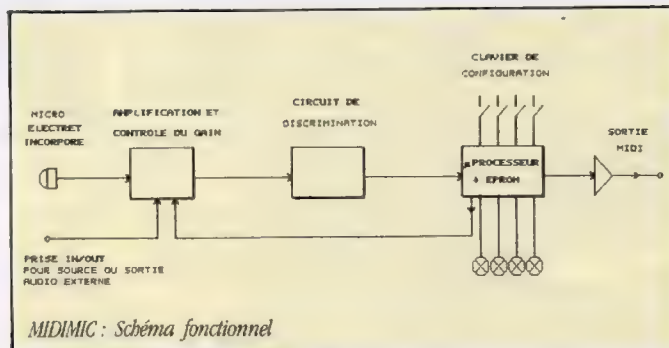 CLAVIER DE
CONFIGURATION
MICRO
ELECTRET
INCORPORE
AMPLIFICATION ET
CONTROLE DU GAIN
CIRCUIT DE
DISCRIMINATION
µPROCESSEUR
+ EPROM
SORTIE
MIDI
PRISE IN/OUT
POUR SOURCE OU SORTIE
AUDIO EXTERNE
MIDIMIC : Schéma fonctionnel